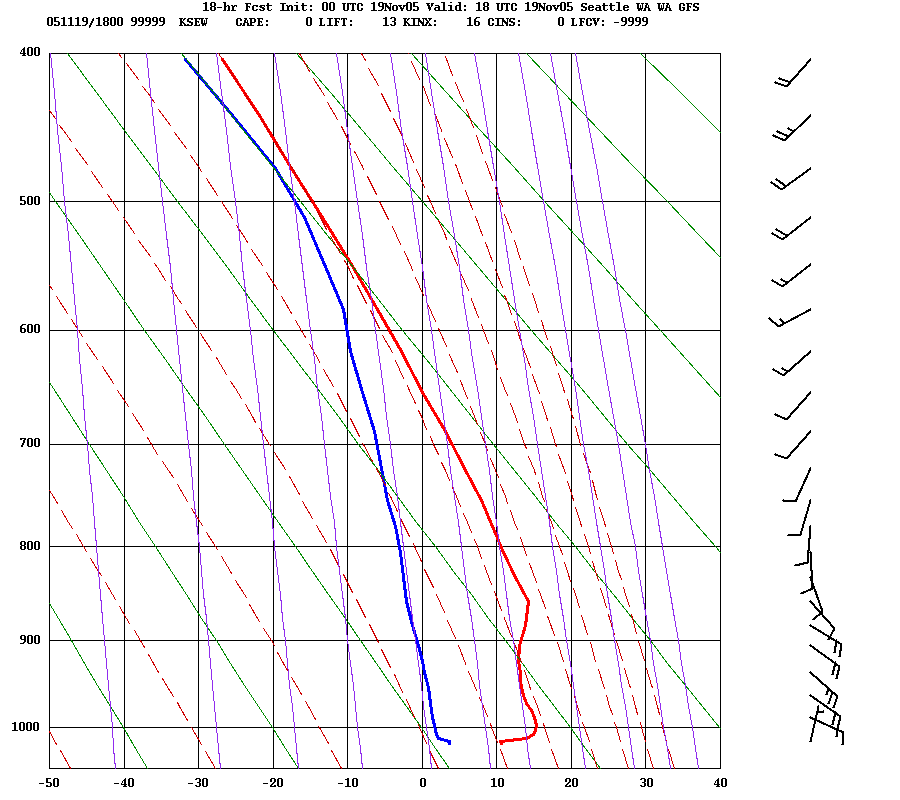 18-hr Fcst Init: 00 UTC 19Nov05 Valid: 18 UTC 19Nov05 Seattle WA WA GFS
051119/1800 99999 KSEW CAPE: 0 LIFT: 13 KINX: 16 CINS: 0 LFCV: -9999
400
500
600
700
800
900
1000
-50 -40 -30 -20 -10 0 10 20 30 40